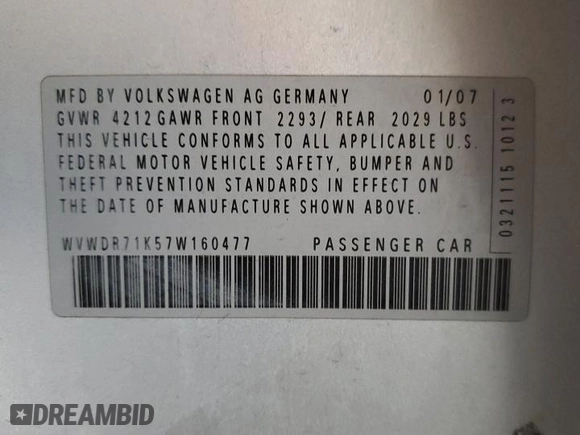 MFD BY VOLKSWAGEN AG GERMANY 01/07
GVWR 4212 GAWR FRONT 2293/ REAR 2029 LBS
THIS VEHICLE CONFORMS TO ALL APPLICABLE U.S.
FEDERAL MOTOR VEHICLE SAFETY, BUMPER AND
THEFT PREVENTION STANDARDS IN EFFECT ON
THE DATE OF MANUFACTURE SHOWN ABOVE.
WVWDR71K57W160477 PASSENGER CAR
0321115 1012 3
DREAMBID